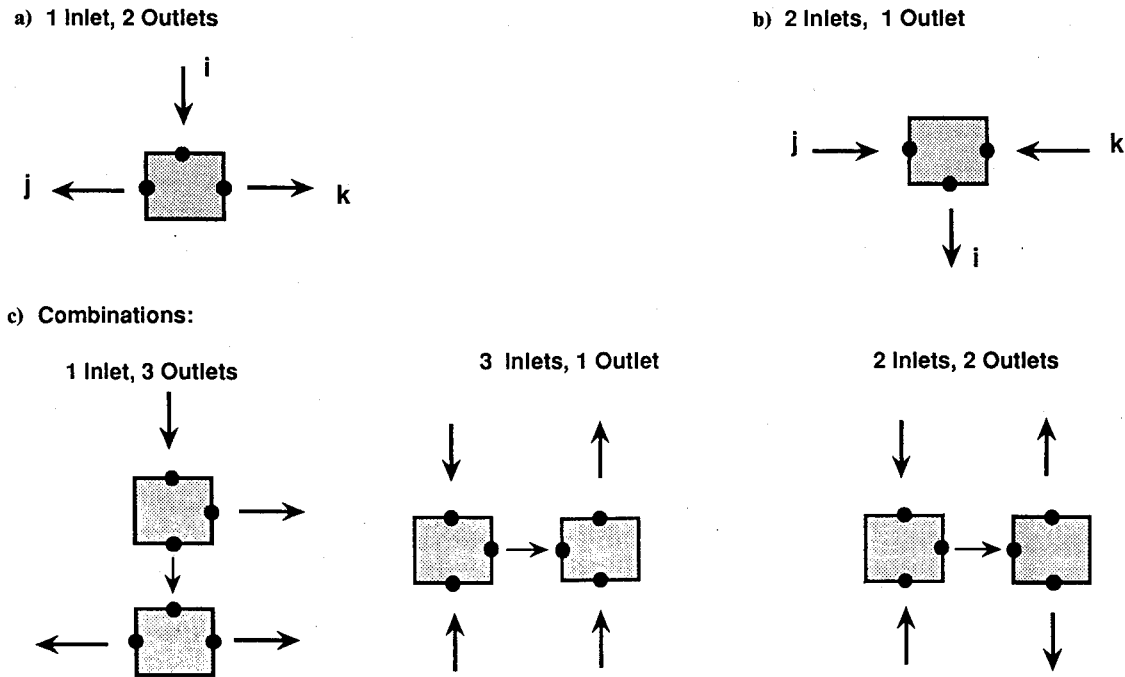 a) 1 Inlet, 2 Outlets
i
j
k
b) 2 Inlets, 1 Outlet
j
k
i
c) Combinations:
1 Inlet, 3 Outlets
3 Inlets, 1 Outlet
2 Inlets, 2 Outlets